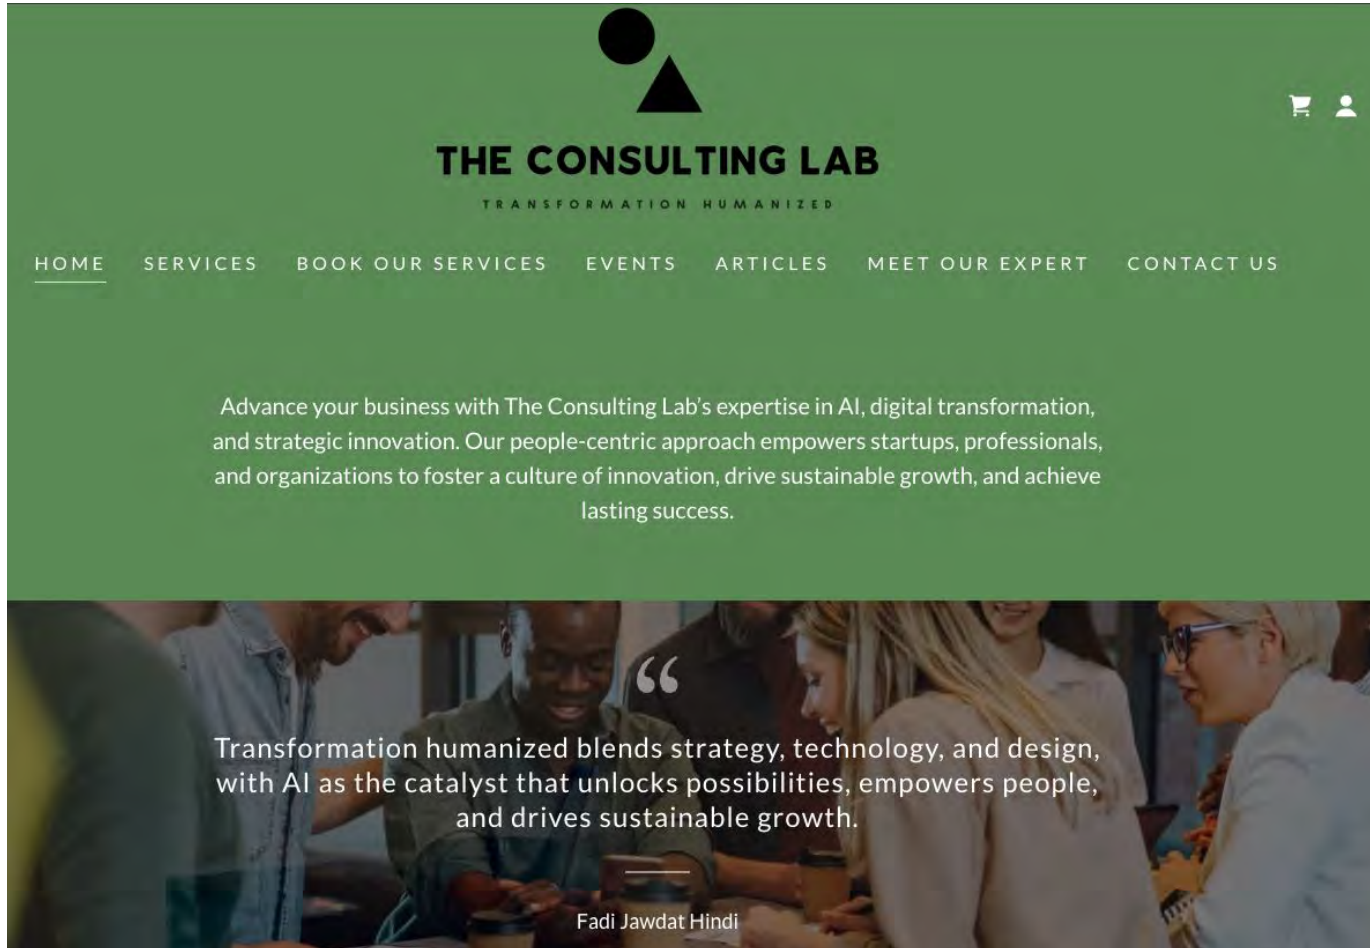 THE CONSULTING LAB
TRANSFORMATION HUMANIZED
HOME SERVICES BOOK OUR SERVICES EVENTS ARTICLES MEET OUR EXPERT CONTACT US
Advance your business with The Consulting Lab’s expertise in AI, digital transformation,
and strategic innovation. Our people-centric approach empowers startups, professionals,
and organizations to foster a culture of innovation, drive sustainable growth, and achieve
lasting success.
“
Transformation humanized blends strategy, technology, and design,
with AI as the catalyst that unlocks possibilities, empowers people,
and drives sustainable growth.
Fadi Jawdat Hindi